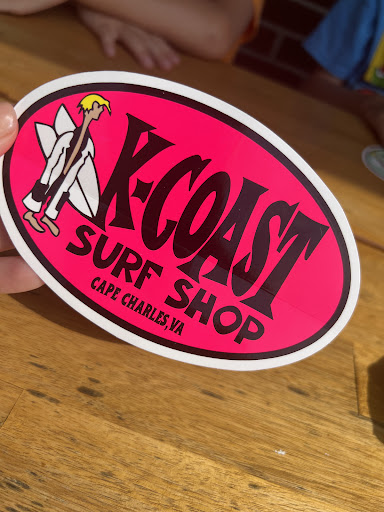 K-COAST
SURF SHOP
CAPE CHARLES, VA